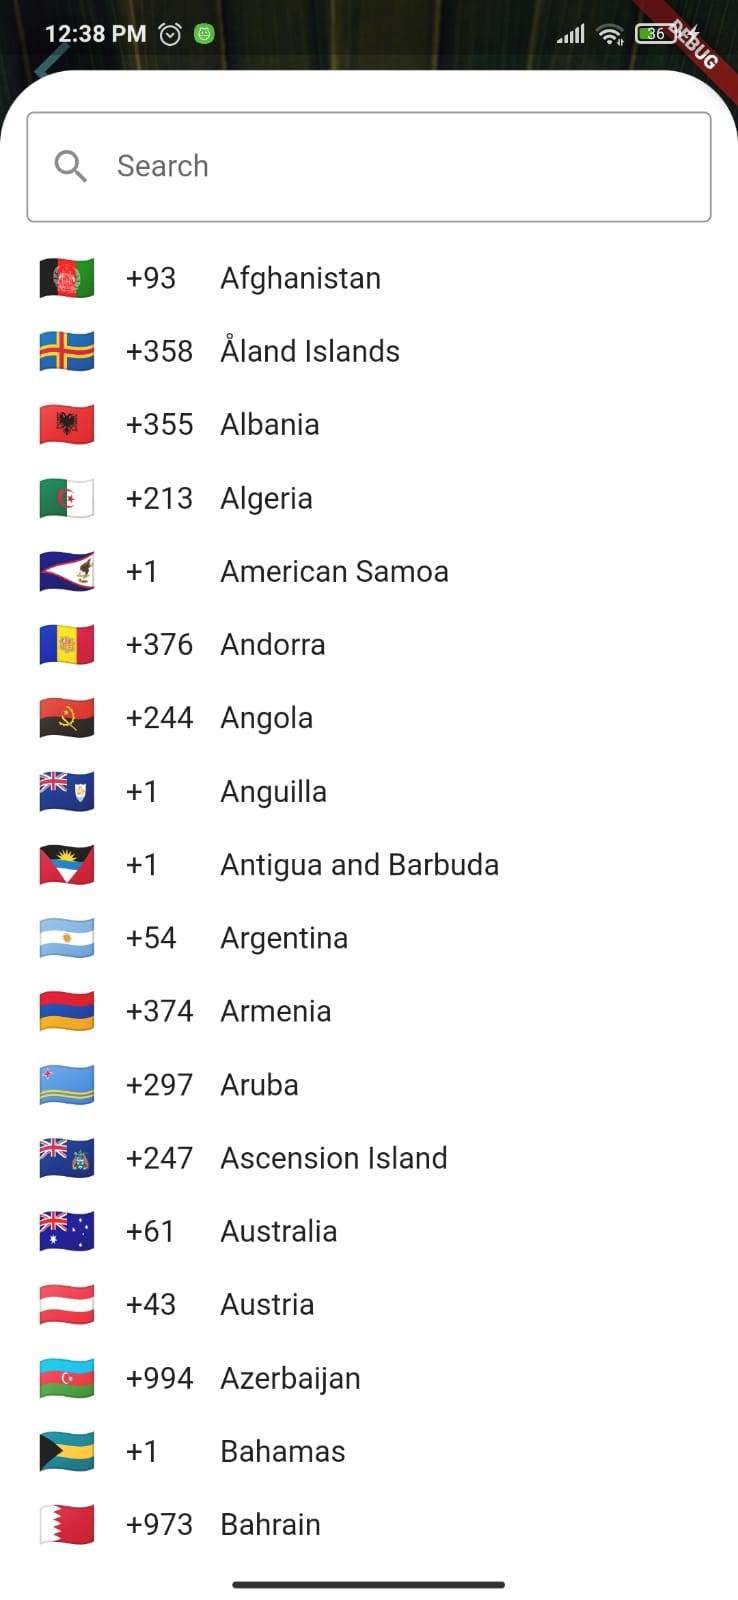 12:38 PM
36
DEBUG
Search
+93 Afghanistan
+358 Åland Islands
+355 Albania
+213 Algeria
+1 American Samoa
+376 Andorra
+244 Angola
+1 Anguilla
+1 Antigua and Barbuda
+54 Argentina
+374 Armenia
+297 Aruba
+247 Ascension Island
+61 Australia
+43 Austria
+994 Azerbaijan
+1 Bahamas
+973 Bahrain